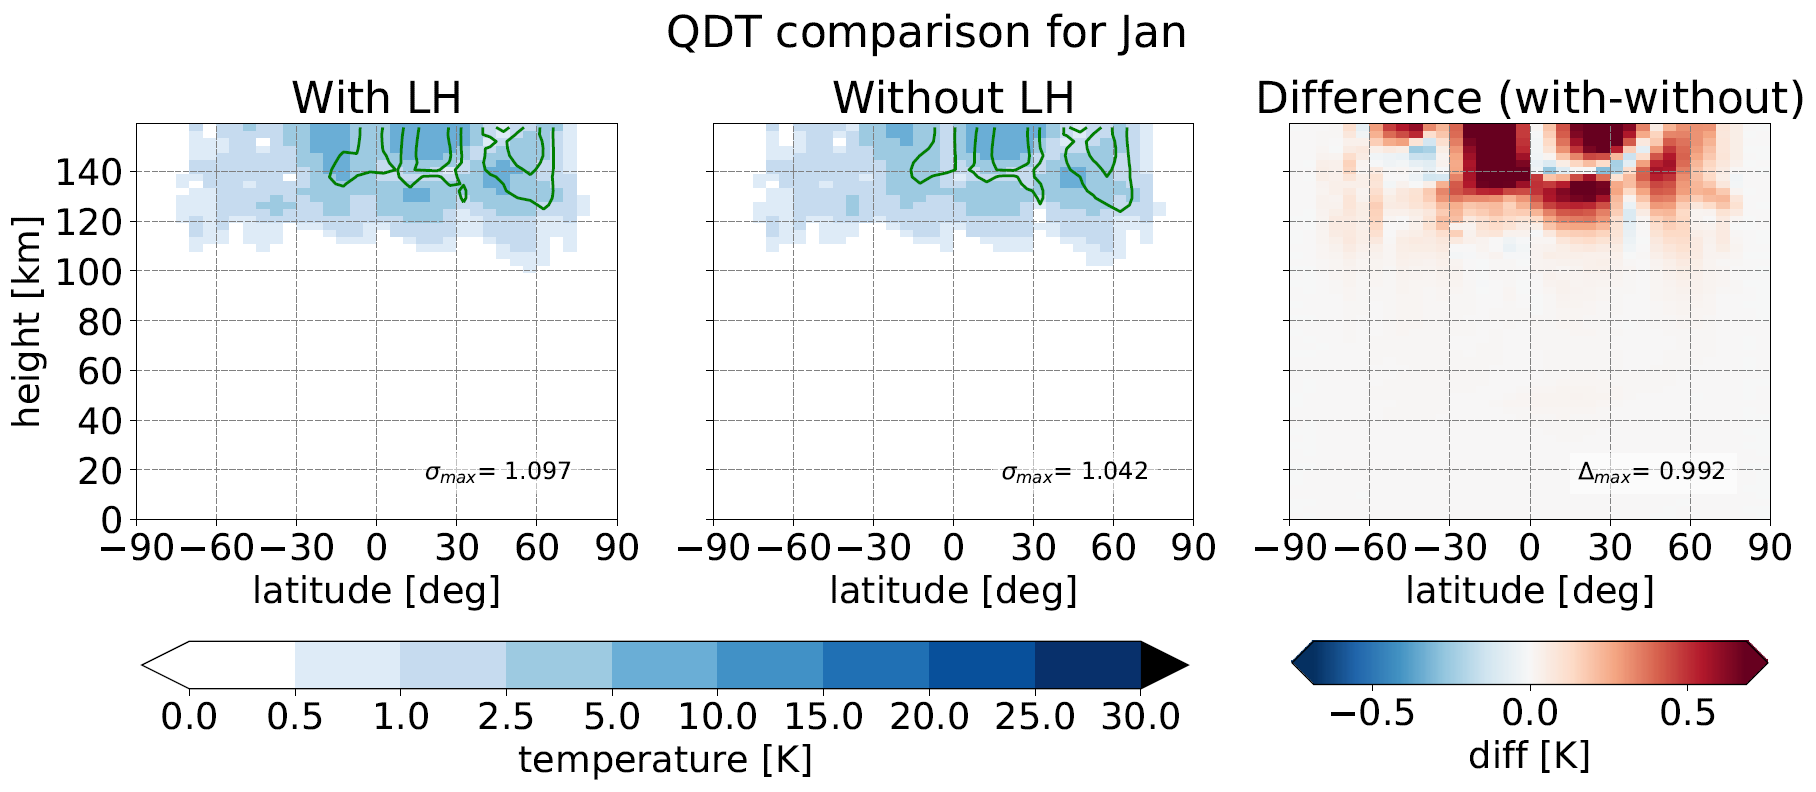 QDT comparison for Jan
With LH
Without LH
Difference (with-without)
height [km]
140
120
100
80
60
40
20
0
σmax= 1.097
σmax= 1.042
Δmax= 0.992
−90 −60 −30 0 30 60 90
−90 −60 −30 0 30 60 90
−90 −60 −30 0 30 60 90
latitude [deg]
latitude [deg]
latitude [deg]
0.0 0.5 1.0 2.5 5.0 10.0 15.0 20.0 25.0 30.0
temperature [K]
−0.5 0.0 0.5
diff [K]